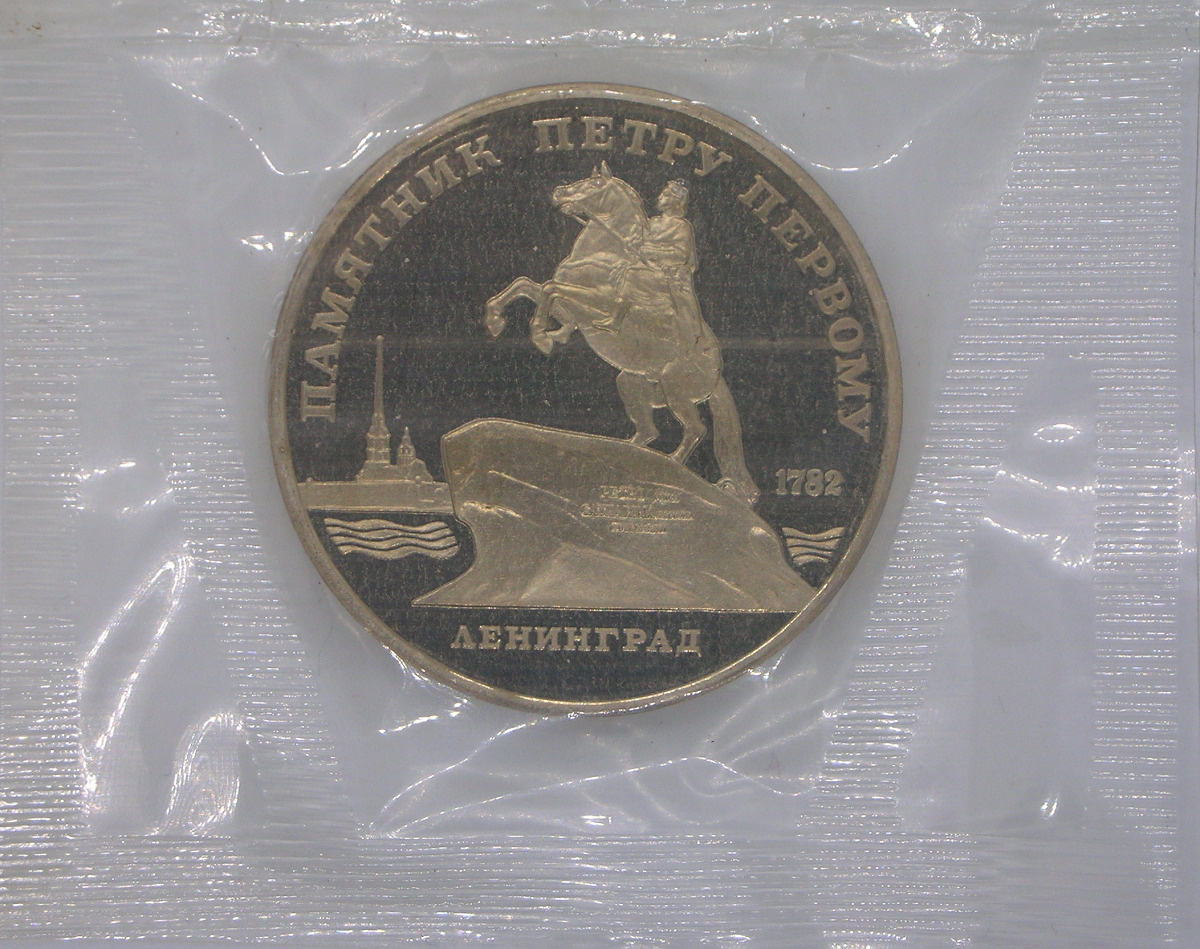 ПАМЯТНИК ПЕТРУ ПЕРВОМУ
1782
ЛЕНИНГРАД